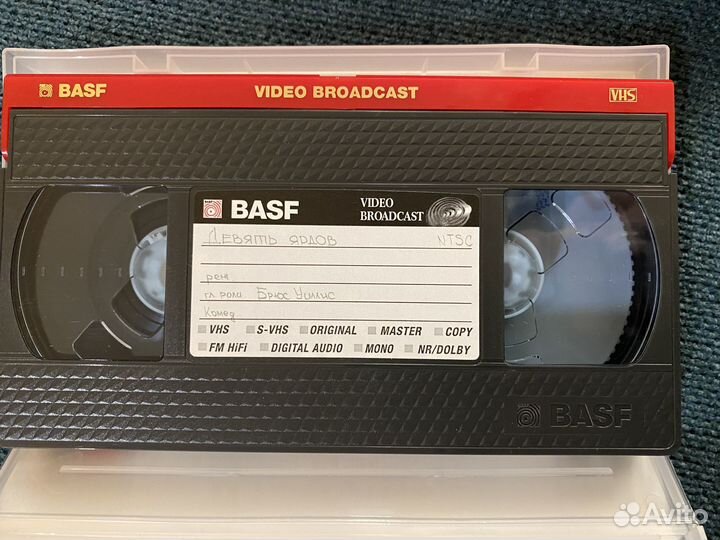 BASF VIDEO BROADCAST VHS
BASF VIDEO
BROADCAST
Девять ярдов NTSC
реж
гл. роли Брюс Уиллис
Комед.
VHS S-VHS ORIGINAL MASTER COPY
FM HiFi DIGITAL AUDIO MONO NR/DOLBY
BASF
Avito